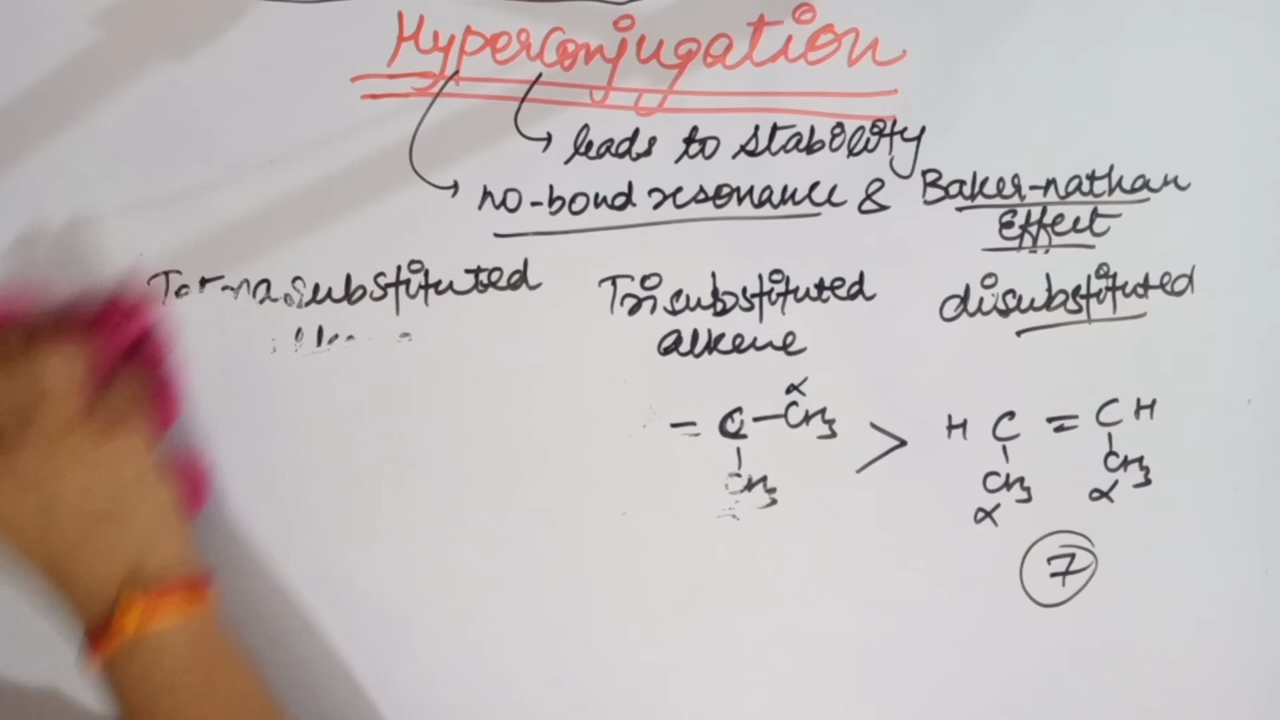 Hyperconjugation
leads to stability
no-bond resonance & Baker-nathan
Effect
substituted Trisubstituted disubstituted
alkene
= C - CH3 > H C = C H
α
CH3 CH3 CH3
α α
7